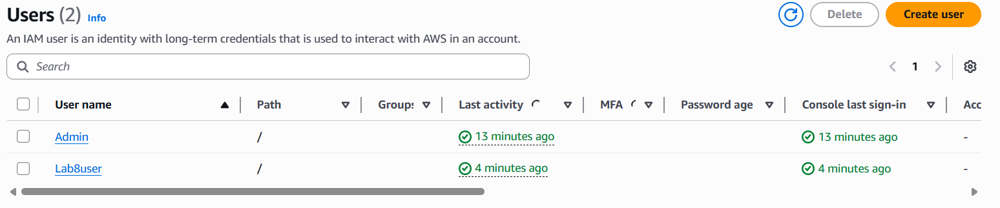 Users (2) Info
Delete
Create user
An IAM user is an identity with long-term credentials that is used to interact with AWS in an account.
Search
1
User name Path Groups Last activity MFA Password age Console last sign-in Acc
Admin / 13 minutes ago 13 minutes ago -
Lab8user / 4 minutes ago 4 minutes ago -